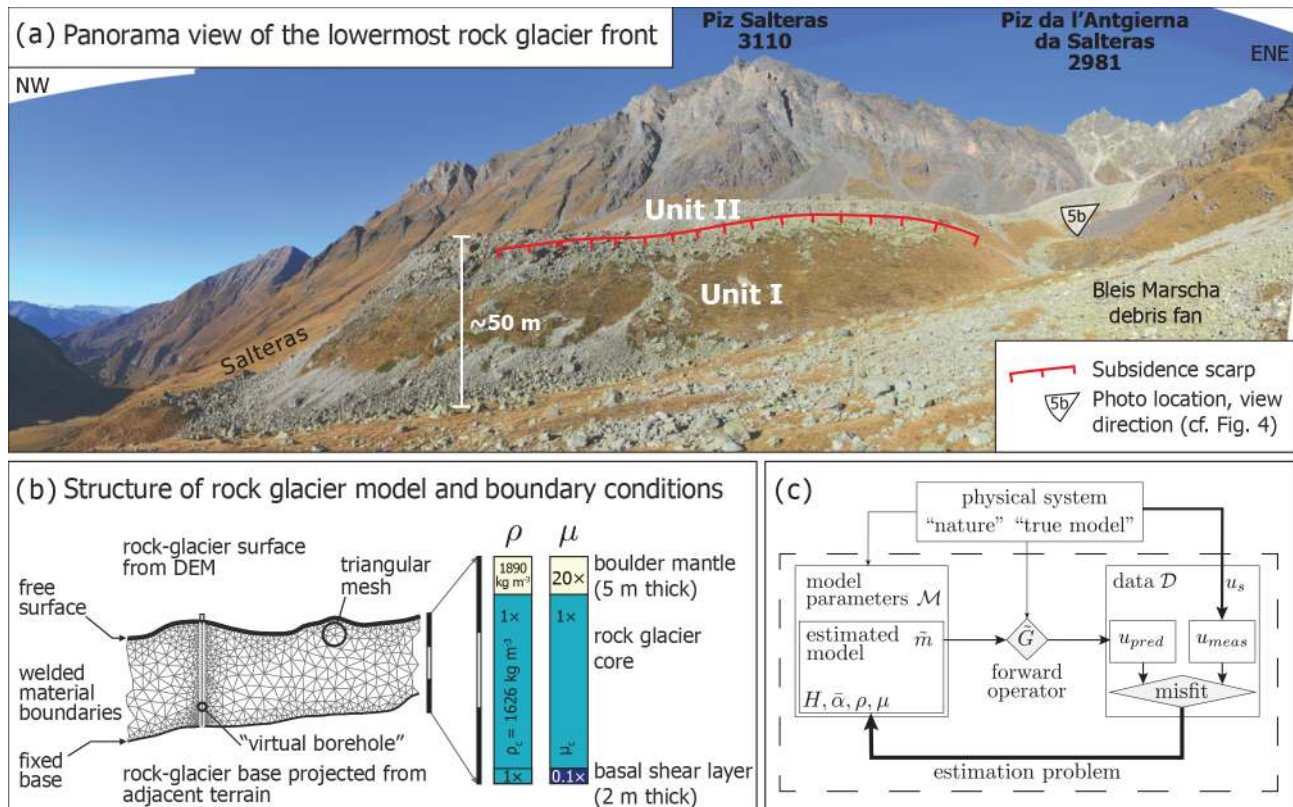 (a) Panorama view of the lowermost rock glacier front
Piz Salteras
3110
Piz da l'Antgierna
da Salteras
2981
NW
ENE
Unit II
5b
Unit I
~50 m
Salteras
Bleis Marscha
debris fan
Subsidence scarp
5b
Photo location, view
direction (cf. Fig. 4)
(b) Structure of rock glacier model and boundary conditions
rock-glacier surface
from DEM
triangular
mesh
free
surface
welded
material
boundaries
fixed
base
"virtual borehole"
rock-glacier base projected from
adjacent terrain
ρ
μ
1890
kg m⁻³
20×
1×
1×
ρc = 1626 kg m⁻³
μc
1×
0.1×
boulder mantle
(5 m thick)
rock glacier
core
basal shear layer
(2 m thick)
(c)
physical system
"nature" "true model"
model
parameters ℳ
estimated m̃
model
H, ᾱ, ρ, μ
G̃
forward
operator
data 𝒟
u_s
u_pred
u_meas
misfit
estimation problem